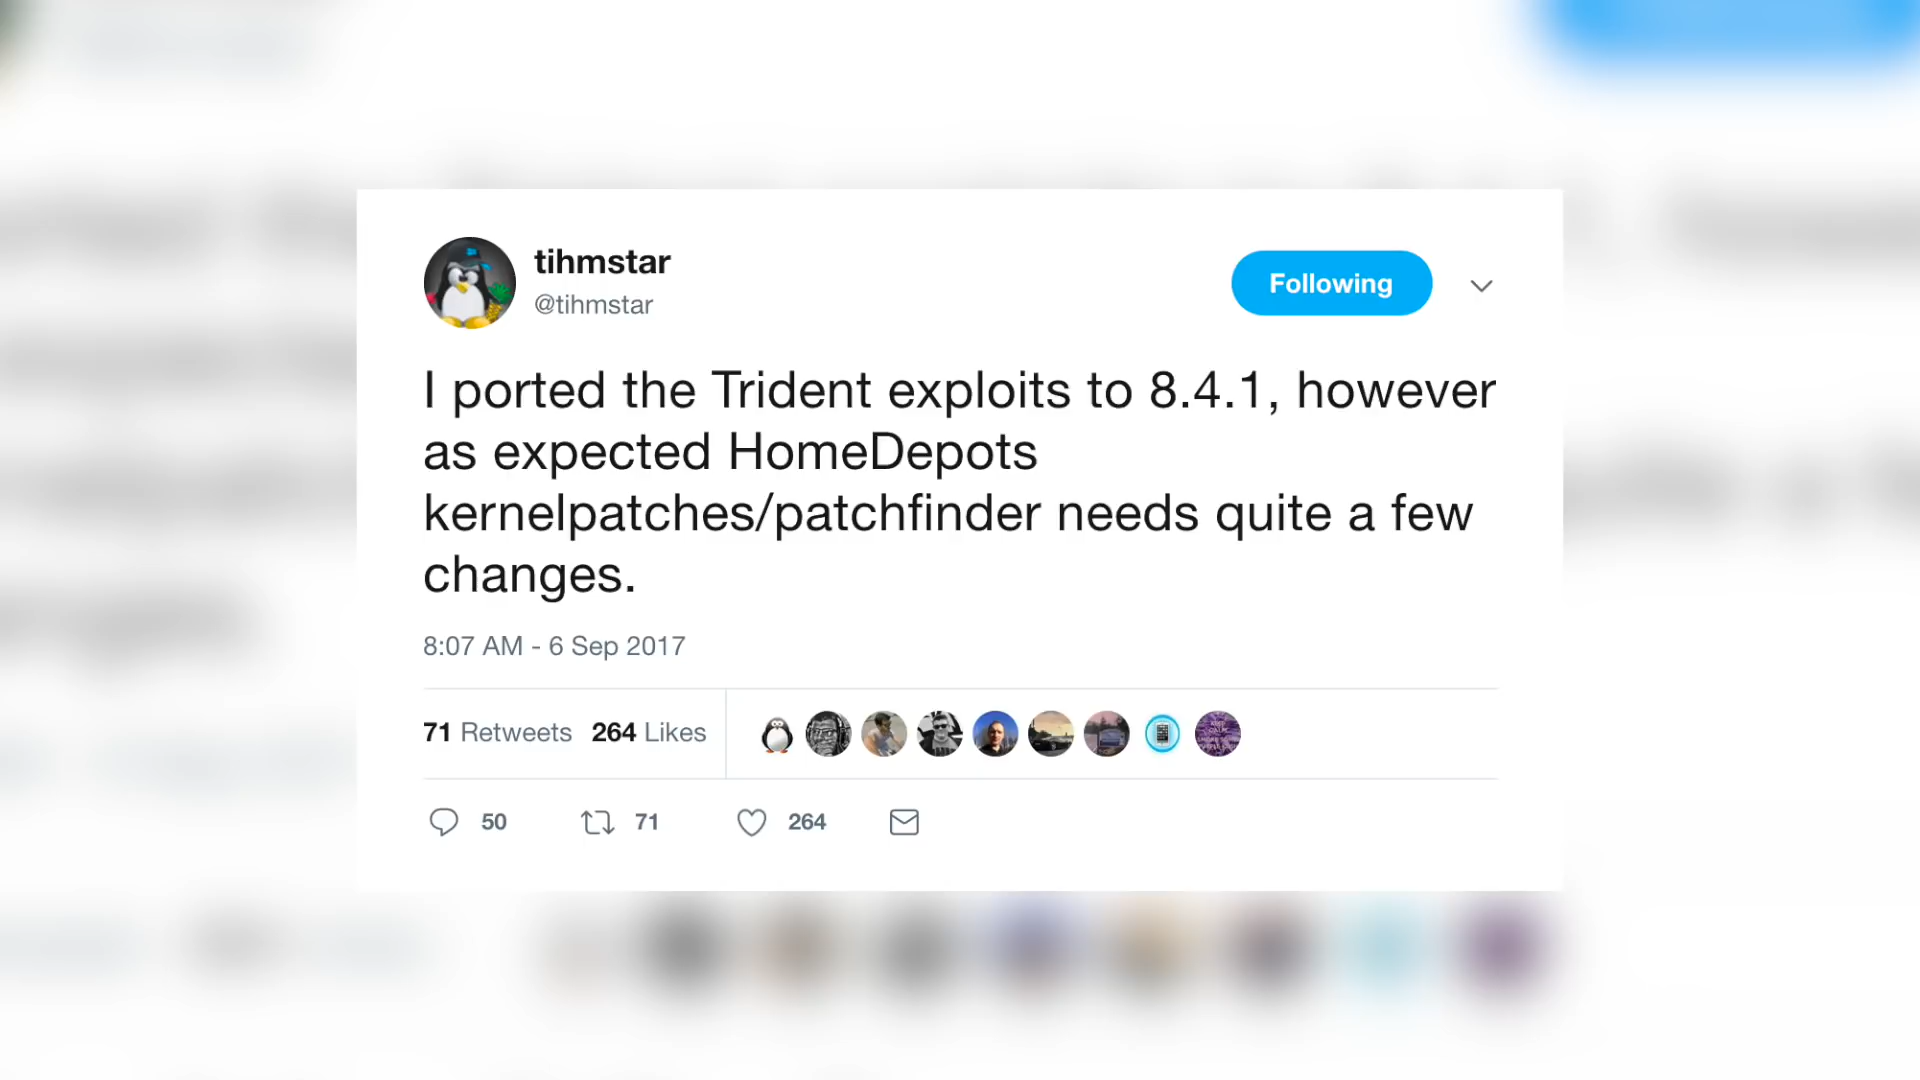 tihmstar
@tihmstar
Following
I ported the Trident exploits to 8.4.1, however
as expected HomeDepots
kernelpatches/patchfinder needs quite a few
changes.
8:07 AM - 6 Sep 2017
71 Retweets 264 Likes
50 71 264